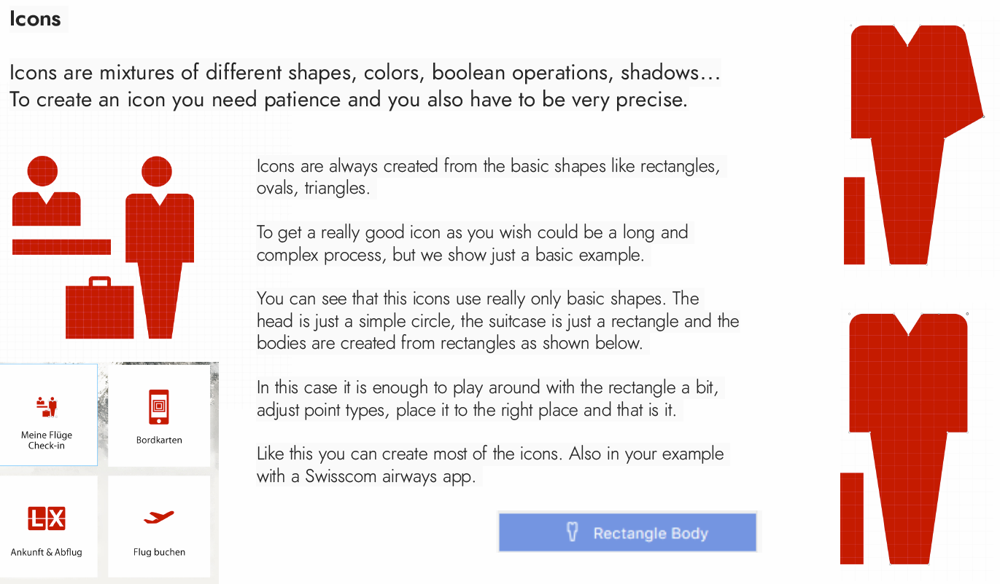 Icons
Icons are mixtures of different shapes, colors, boolean operations, shadows...
To create an icon you need patience and you also have to be very precise.
Icons are always created from the basic shapes like rectangles,
ovals, triangles.
To get a really good icon as you wish could be a long and
complex process, but we show just a basic example.
You can see that this icons use really only basic shapes. The
head is just a simple circle, the suitcase is just a rectangle and the
bodies are created from rectangles as shown below.
In this case it is enough to play around with the rectangle a bit,
adjust point types, place it to the right place and that is it.
Like this you can create most of the icons. Also in your example
with a Swisscom airways app.
Meine Flüge
Check-in
Bordkarten
LX
Ankunft & Abflug
Flug buchen
Rectangle Body